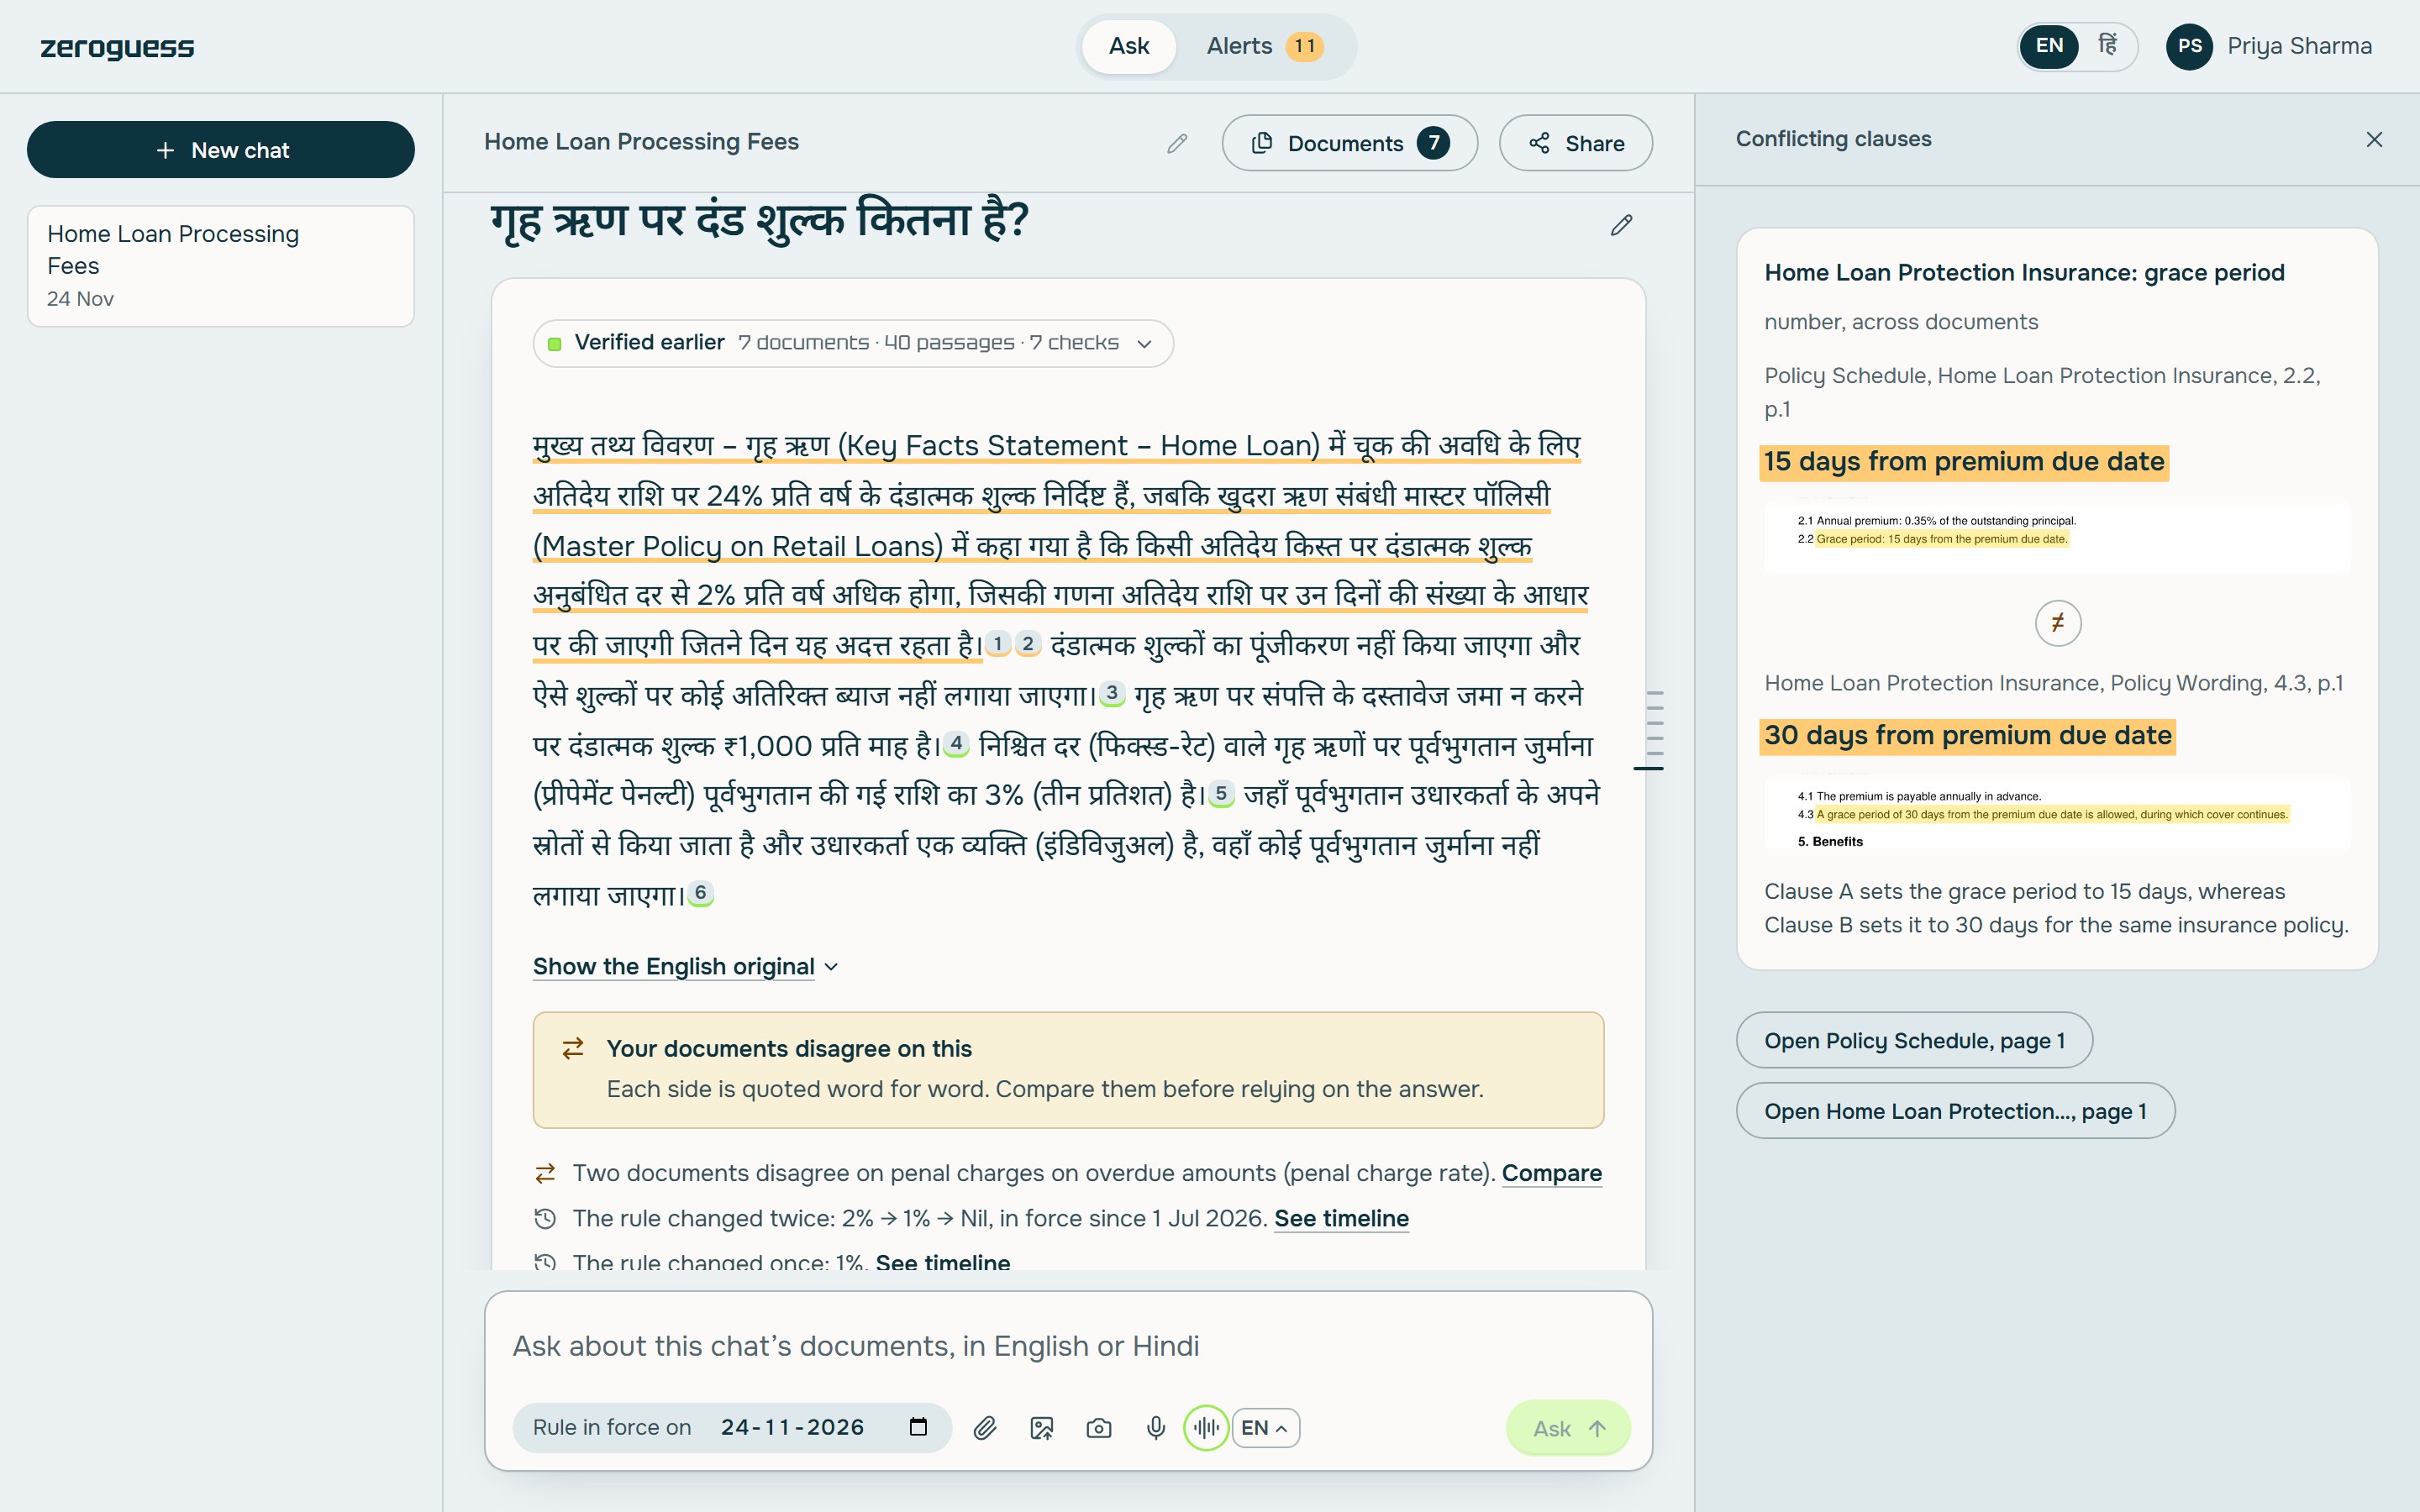 zeroguess
Ask
Alerts 11
EN हिं
PS Priya Sharma
New chat
Home Loan Processing
Fees
24 Nov
Home Loan Processing Fees
Documents 7
Share
गृह ऋण पर दंड शुल्क कितना है?
Verified earlier 7 documents · 40 passages · 7 checks
मुख्य तथ्य विवरण – गृह ऋण (Key Facts Statement – Home Loan) में चूक की अवधि के लिए
अतिदेय राशि पर 24% प्रति वर्ष के दंडात्मक शुल्क निर्दिष्ट हैं, जबकि खुदरा ऋण संबंधी मास्टर पॉलिसी
(Master Policy on Retail Loans) में कहा गया है कि किसी अतिदेय किस्त पर दंडात्मक शुल्क
अनुबंधित दर से 2% प्रति वर्ष अधिक होगा, जिसकी गणना अतिदेय राशि पर उन दिनों की संख्या के आधार
पर की जाएगी जितने दिन यह अदत्त रहता है। 1 2 दंडात्मक शुल्कों का पूंजीकरण नहीं किया जाएगा और
ऐसे शुल्कों पर कोई अतिरिक्त ब्याज नहीं लगाया जाएगा। 3 गृह ऋण पर संपत्ति के दस्तावेज जमा न करने
पर दंडात्मक शुल्क ₹1,000 प्रति माह है। 4 निश्चित दर (फिक्स्ड-रेट) वाले गृह ऋणों पर पूर्वभुगतान जुर्माना
(प्रीपेमेंट पेनल्टी) पूर्वभुगतान की गई राशि का 3% (तीन प्रतिशत) है। 5 जहाँ पूर्वभुगतान उधारकर्ता के अपने
स्रोतों से किया जाता है और उधारकर्ता एक व्यक्ति (इंडिविजुअल) है, वहाँ कोई पूर्वभुगतान जुर्माना नहीं
लगाया जाएगा। 6
Show the English original
Your documents disagree on this
Each side is quoted word for word. Compare them before relying on the answer.
Two documents disagree on penal charges on overdue amounts (penal charge rate). Compare
The rule changed twice: 2% → 1% → Nil, in force since 1 Jul 2026. See timeline
The rule changed once: 1%. See timeline
Ask about this chat’s documents, in English or Hindi
Rule in force on 24-11-2026
EN
Ask
Conflicting clauses
Home Loan Protection Insurance: grace period
number, across documents
Policy Schedule, Home Loan Protection Insurance, 2.2,
p.1
15 days from premium due date
2.1 Annual premium: 0.35% of the outstanding principal.
2.2 Grace period: 15 days from the premium due date.
≠
Home Loan Protection Insurance, Policy Wording, 4.3, p.1
30 days from premium due date
4.1 The premium is payable annually in advance.
4.3 A grace period of 30 days from the premium due date is allowed, during which cover continues.
5. Benefits
Clause A sets the grace period to 15 days, whereas
Clause B sets it to 30 days for the same insurance policy.
Open Policy Schedule, page 1
Open Home Loan Protection..., page 1